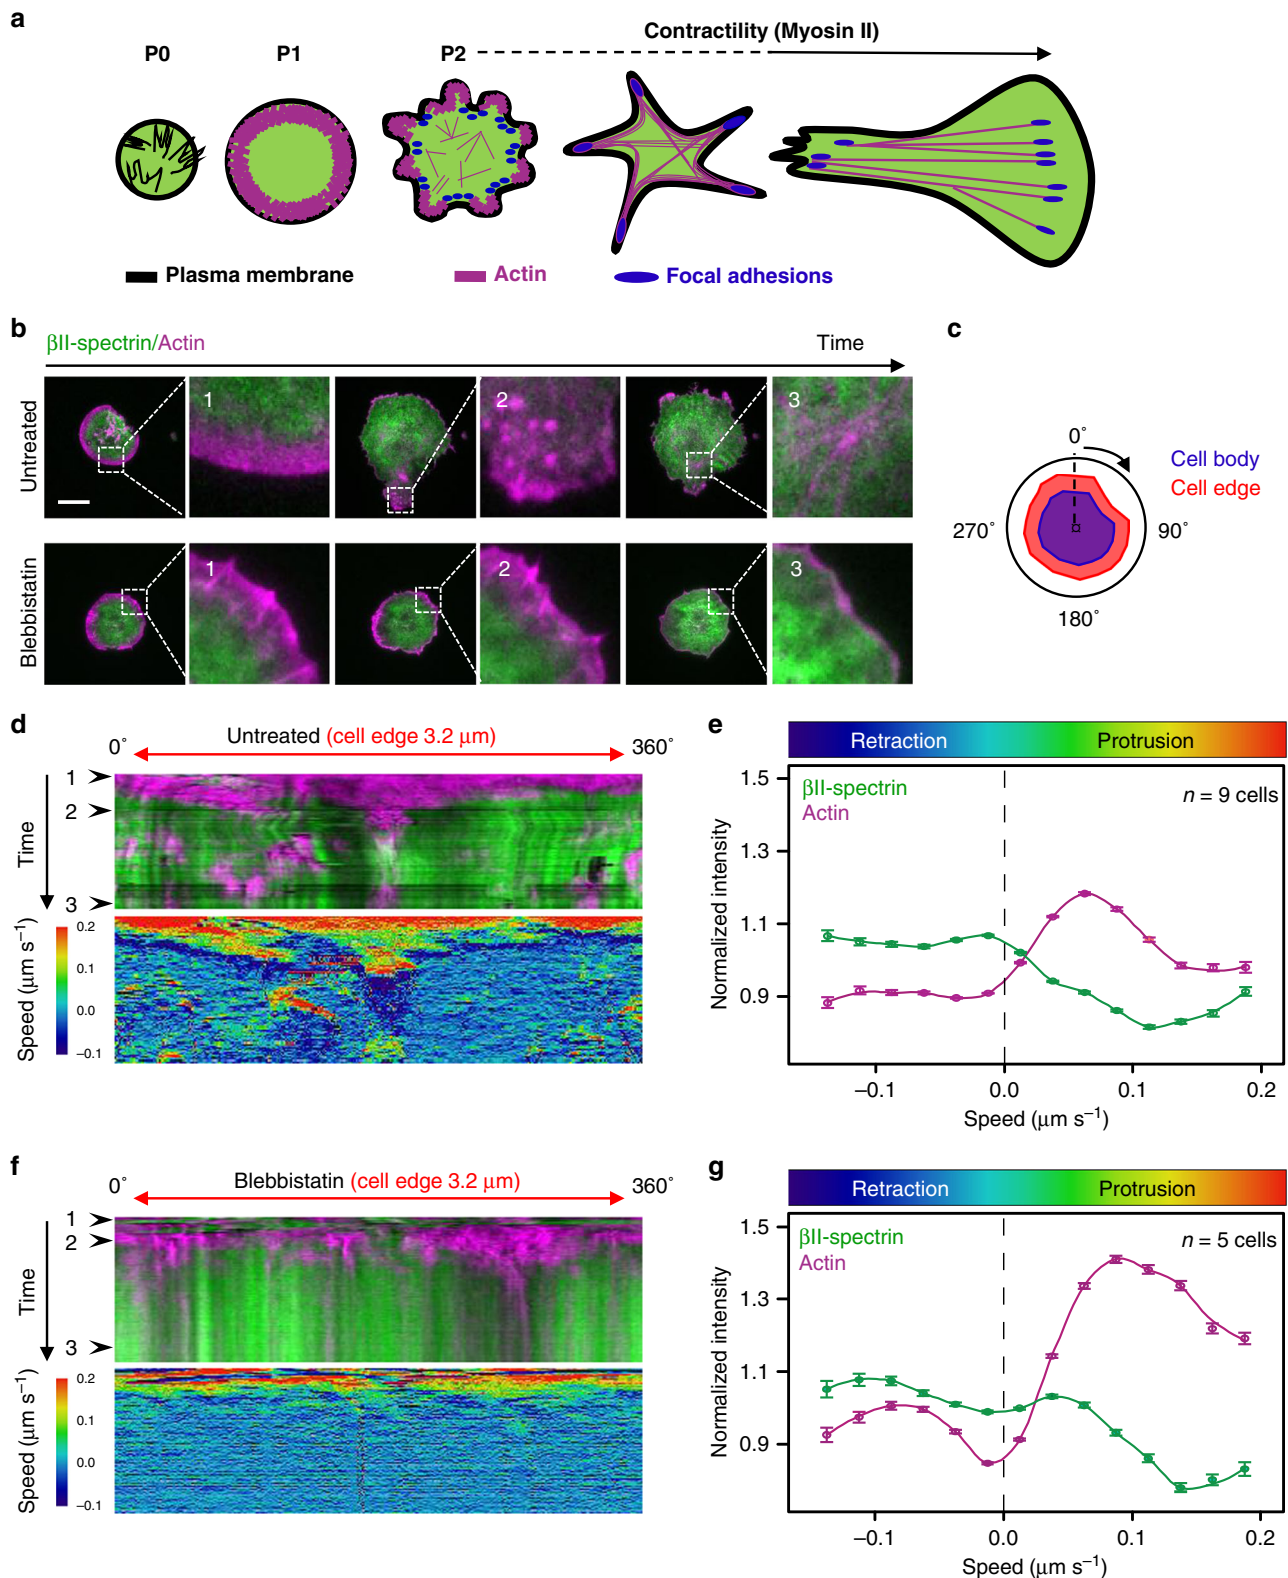 a
Contractility (Myosin II)
P0
P1
P2
Plasma membrane
Actin
Focal adhesions
b
βII-spectrin/Actin
Time
Untreated
1
2
3
Blebbistatin
1
2
3
c
0°
90°
180°
270°
Cell body
Cell edge
d
0°
Untreated (cell edge 3.2 μm)
360°
1
2
3
Time
Speed (μm s⁻¹)
0.2
0.1
0.0
–0.1
e
Retraction
Protrusion
βII-spectrin
Actin
n = 9 cells
Normalized intensity
1.5
1.3
1.1
0.9
–0.1
0.0
0.1
0.2
Speed (μm s⁻¹)
f
0°
Blebbistatin (cell edge 3.2 μm)
360°
1
2
3
Time
Speed (μm s⁻¹)
0.2
0.1
0.0
–0.1
g
Retraction
Protrusion
βII-spectrin
Actin
n = 5 cells
Normalized intensity
1.5
1.3
1.1
0.9
–0.1
0.0
0.1
0.2
Speed (μm s⁻¹)